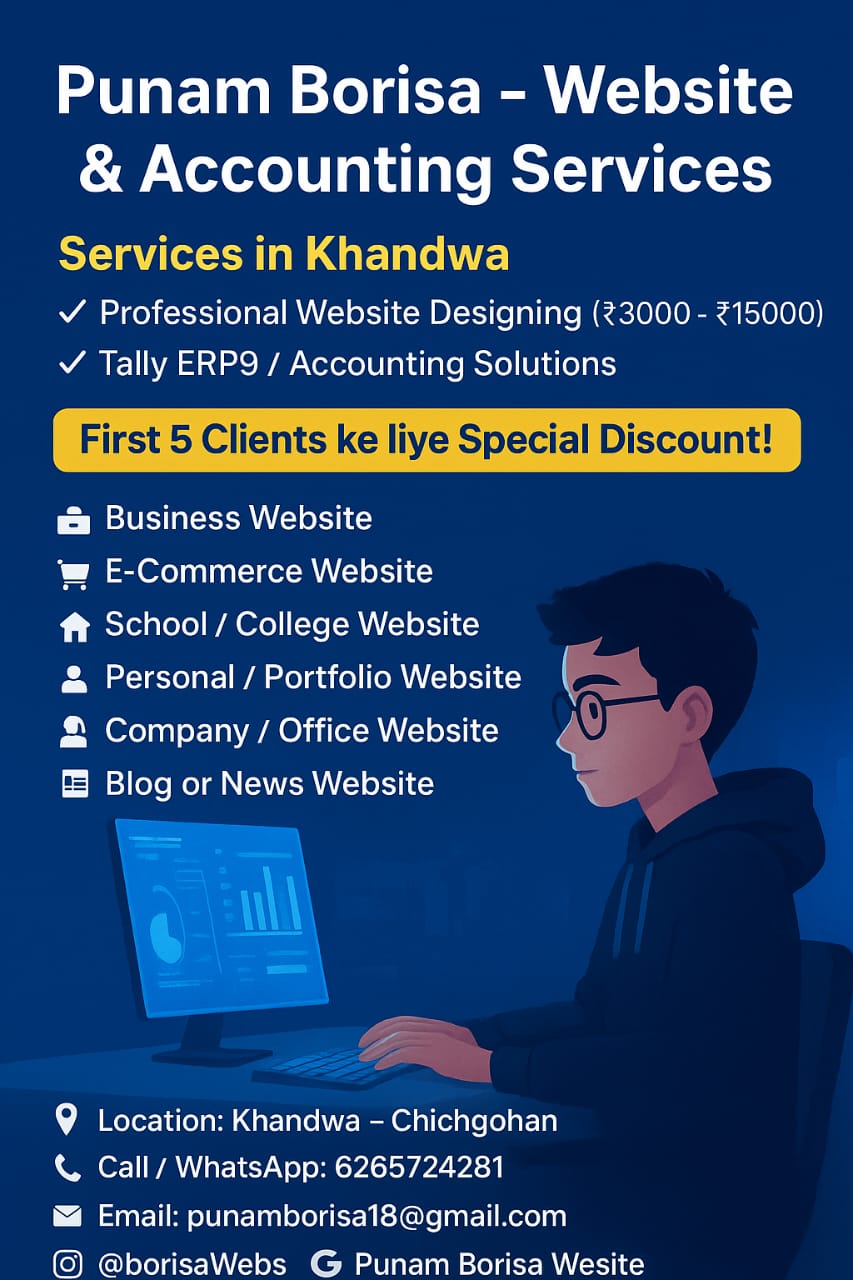 Punam Borisa – Website
& Accounting Services
Services in Khandwa
✓ Professional Website Designing (₹3000 - ₹15000)
✓ Tally ERP9 / Accounting Solutions
First 5 Clients ke liye Special Discount!
Business Website
E-Commerce Website
School / College Website
Personal / Portfolio Website
Company / Office Website
Blog or News Website
Location: Khandwa – Chichgohan
Call / WhatsApp: 6265724281
Email: punamborisa18@gmail.com
@borisaWebs G Punam Borisa Wesite